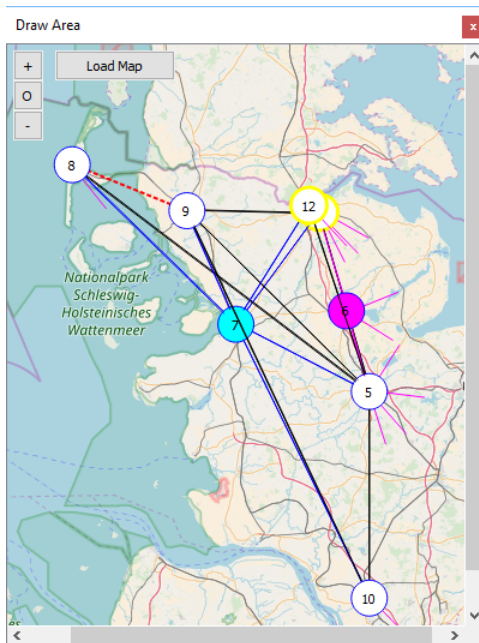 Draw Area
x
+
Load Map
O
-
8
12
9
Nationalpark
Schleswig-
Holsteinisches
Wattenmeer
6
7
5
10